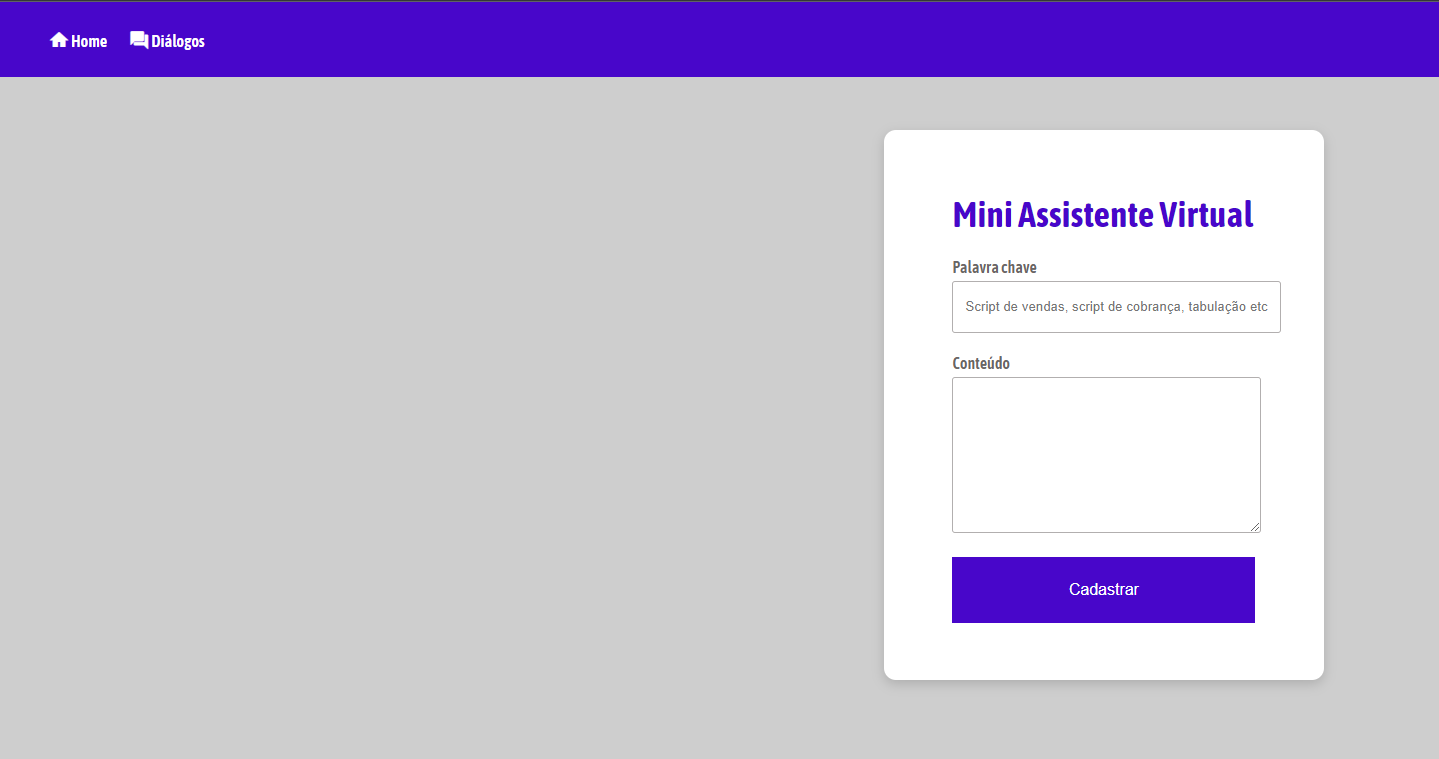 Home Diálogos
Mini Assistente Virtual
Palavra chave
Script de vendas, script de cobrança, tabulação etc
Conteúdo
Cadastrar